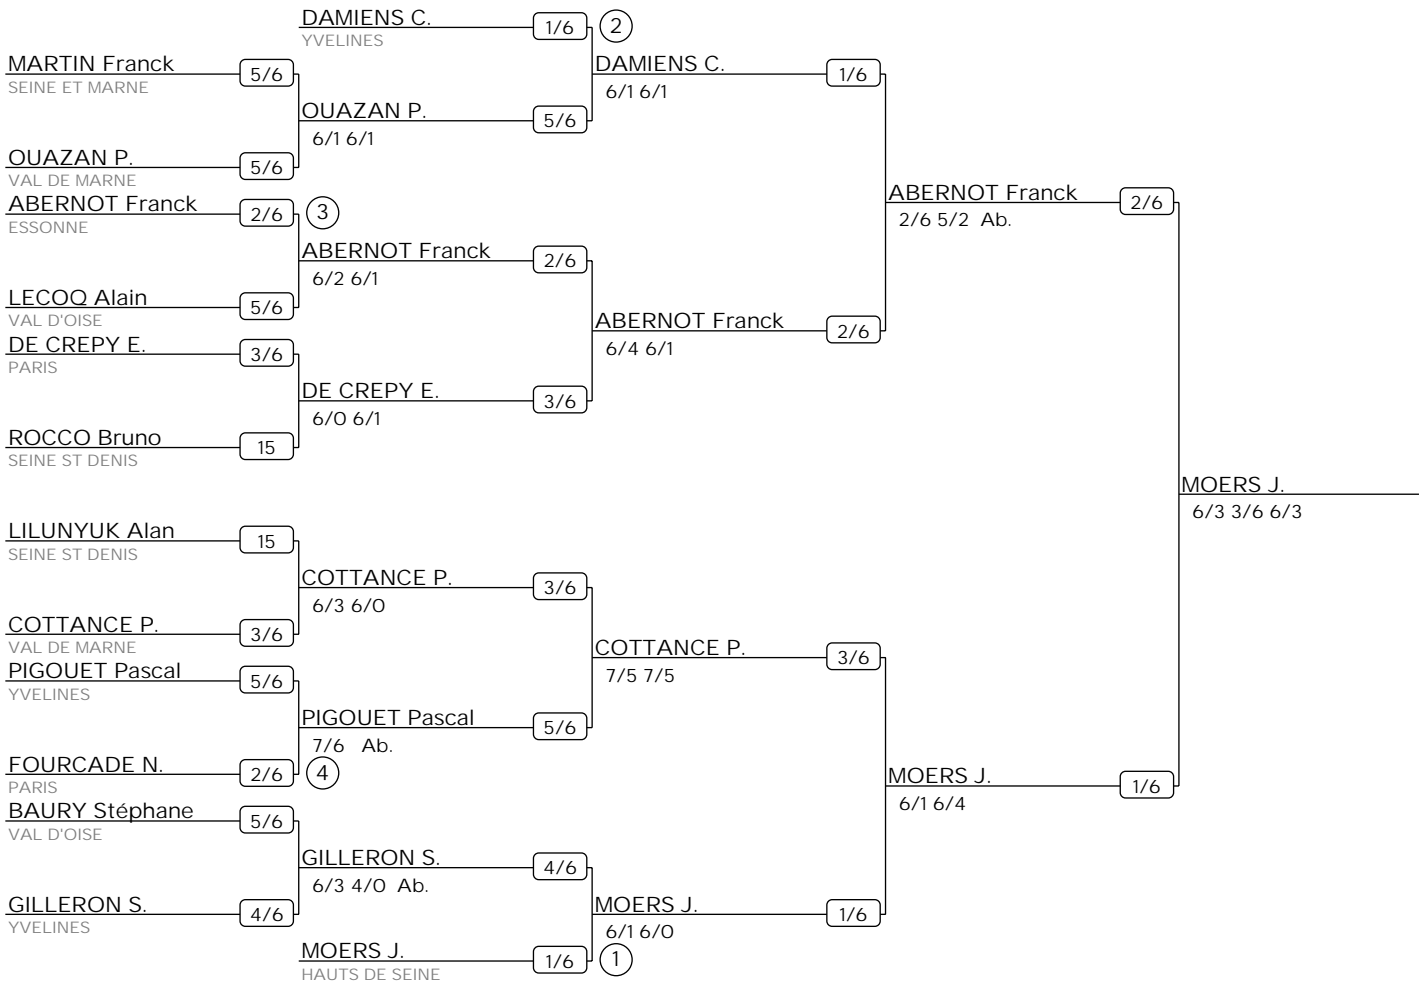 DAMIENS C.
YVELINES
1/6
2
MARTIN Franck
SEINE ET MARNE
5/6
DAMIENS C.
6/1 6/1
1/6
OUAZAN P.
6/1 6/1
5/6
OUAZAN P.
VAL DE MARNE
5/6
ABERNOT Franck
ESSONNE
2/6
3
ABERNOT Franck
2/6 5/2 Ab.
2/6
ABERNOT Franck
6/2 6/1
2/6
LECOQ Alain
VAL D'OISE
5/6
ABERNOT Franck
6/4 6/1
2/6
DE CREPY E.
PARIS
3/6
DE CREPY E.
6/0 6/1
3/6
ROCCO Bruno
SEINE ST DENIS
15
MOERS J.
6/3 3/6 6/3
LILUNYUK Alan
SEINE ST DENIS
15
COTTANCE P.
6/3 6/0
3/6
COTTANCE P.
VAL DE MARNE
3/6
COTTANCE P.
7/5 7/5
3/6
PIGOUET Pascal
YVELINES
5/6
PIGOUET Pascal
7/6 Ab.
5/6
FOURCADE N.
PARIS
2/6
4
MOERS J.
6/1 6/4
1/6
BAURY Stéphane
VAL D'OISE
5/6
GILLERON S.
6/3 4/0 Ab.
4/6
GILLERON S.
YVELINES
4/6
MOERS J.
6/1 6/0
1/6
MOERS J.
HAUTS DE SEINE
1/6
1